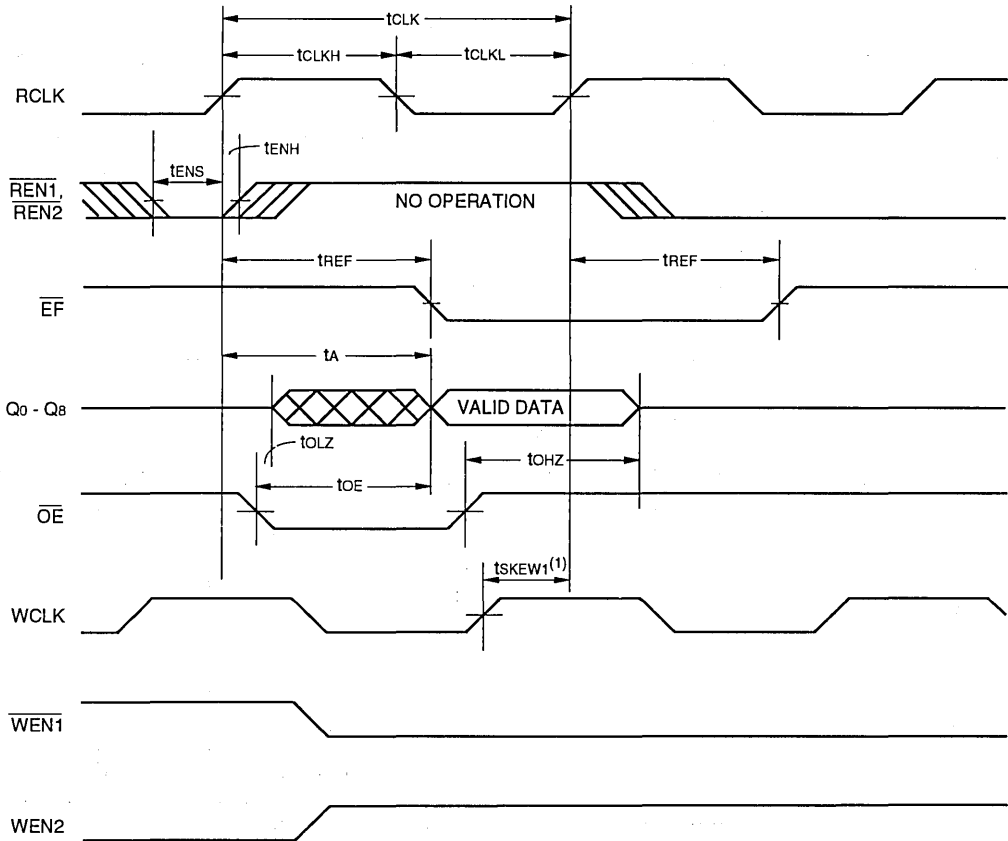 tCLK
tCLKH
tCLKL
RCLK
tENH
tENS
REN1,
REN2
NO OPERATION
tREF
tREF
EF
tA
Q0 - Q8
VALID DATA
tOLZ
tOHZ
tOE
OE
tSKEW1(1)
WCLK
WEN1
WEN2